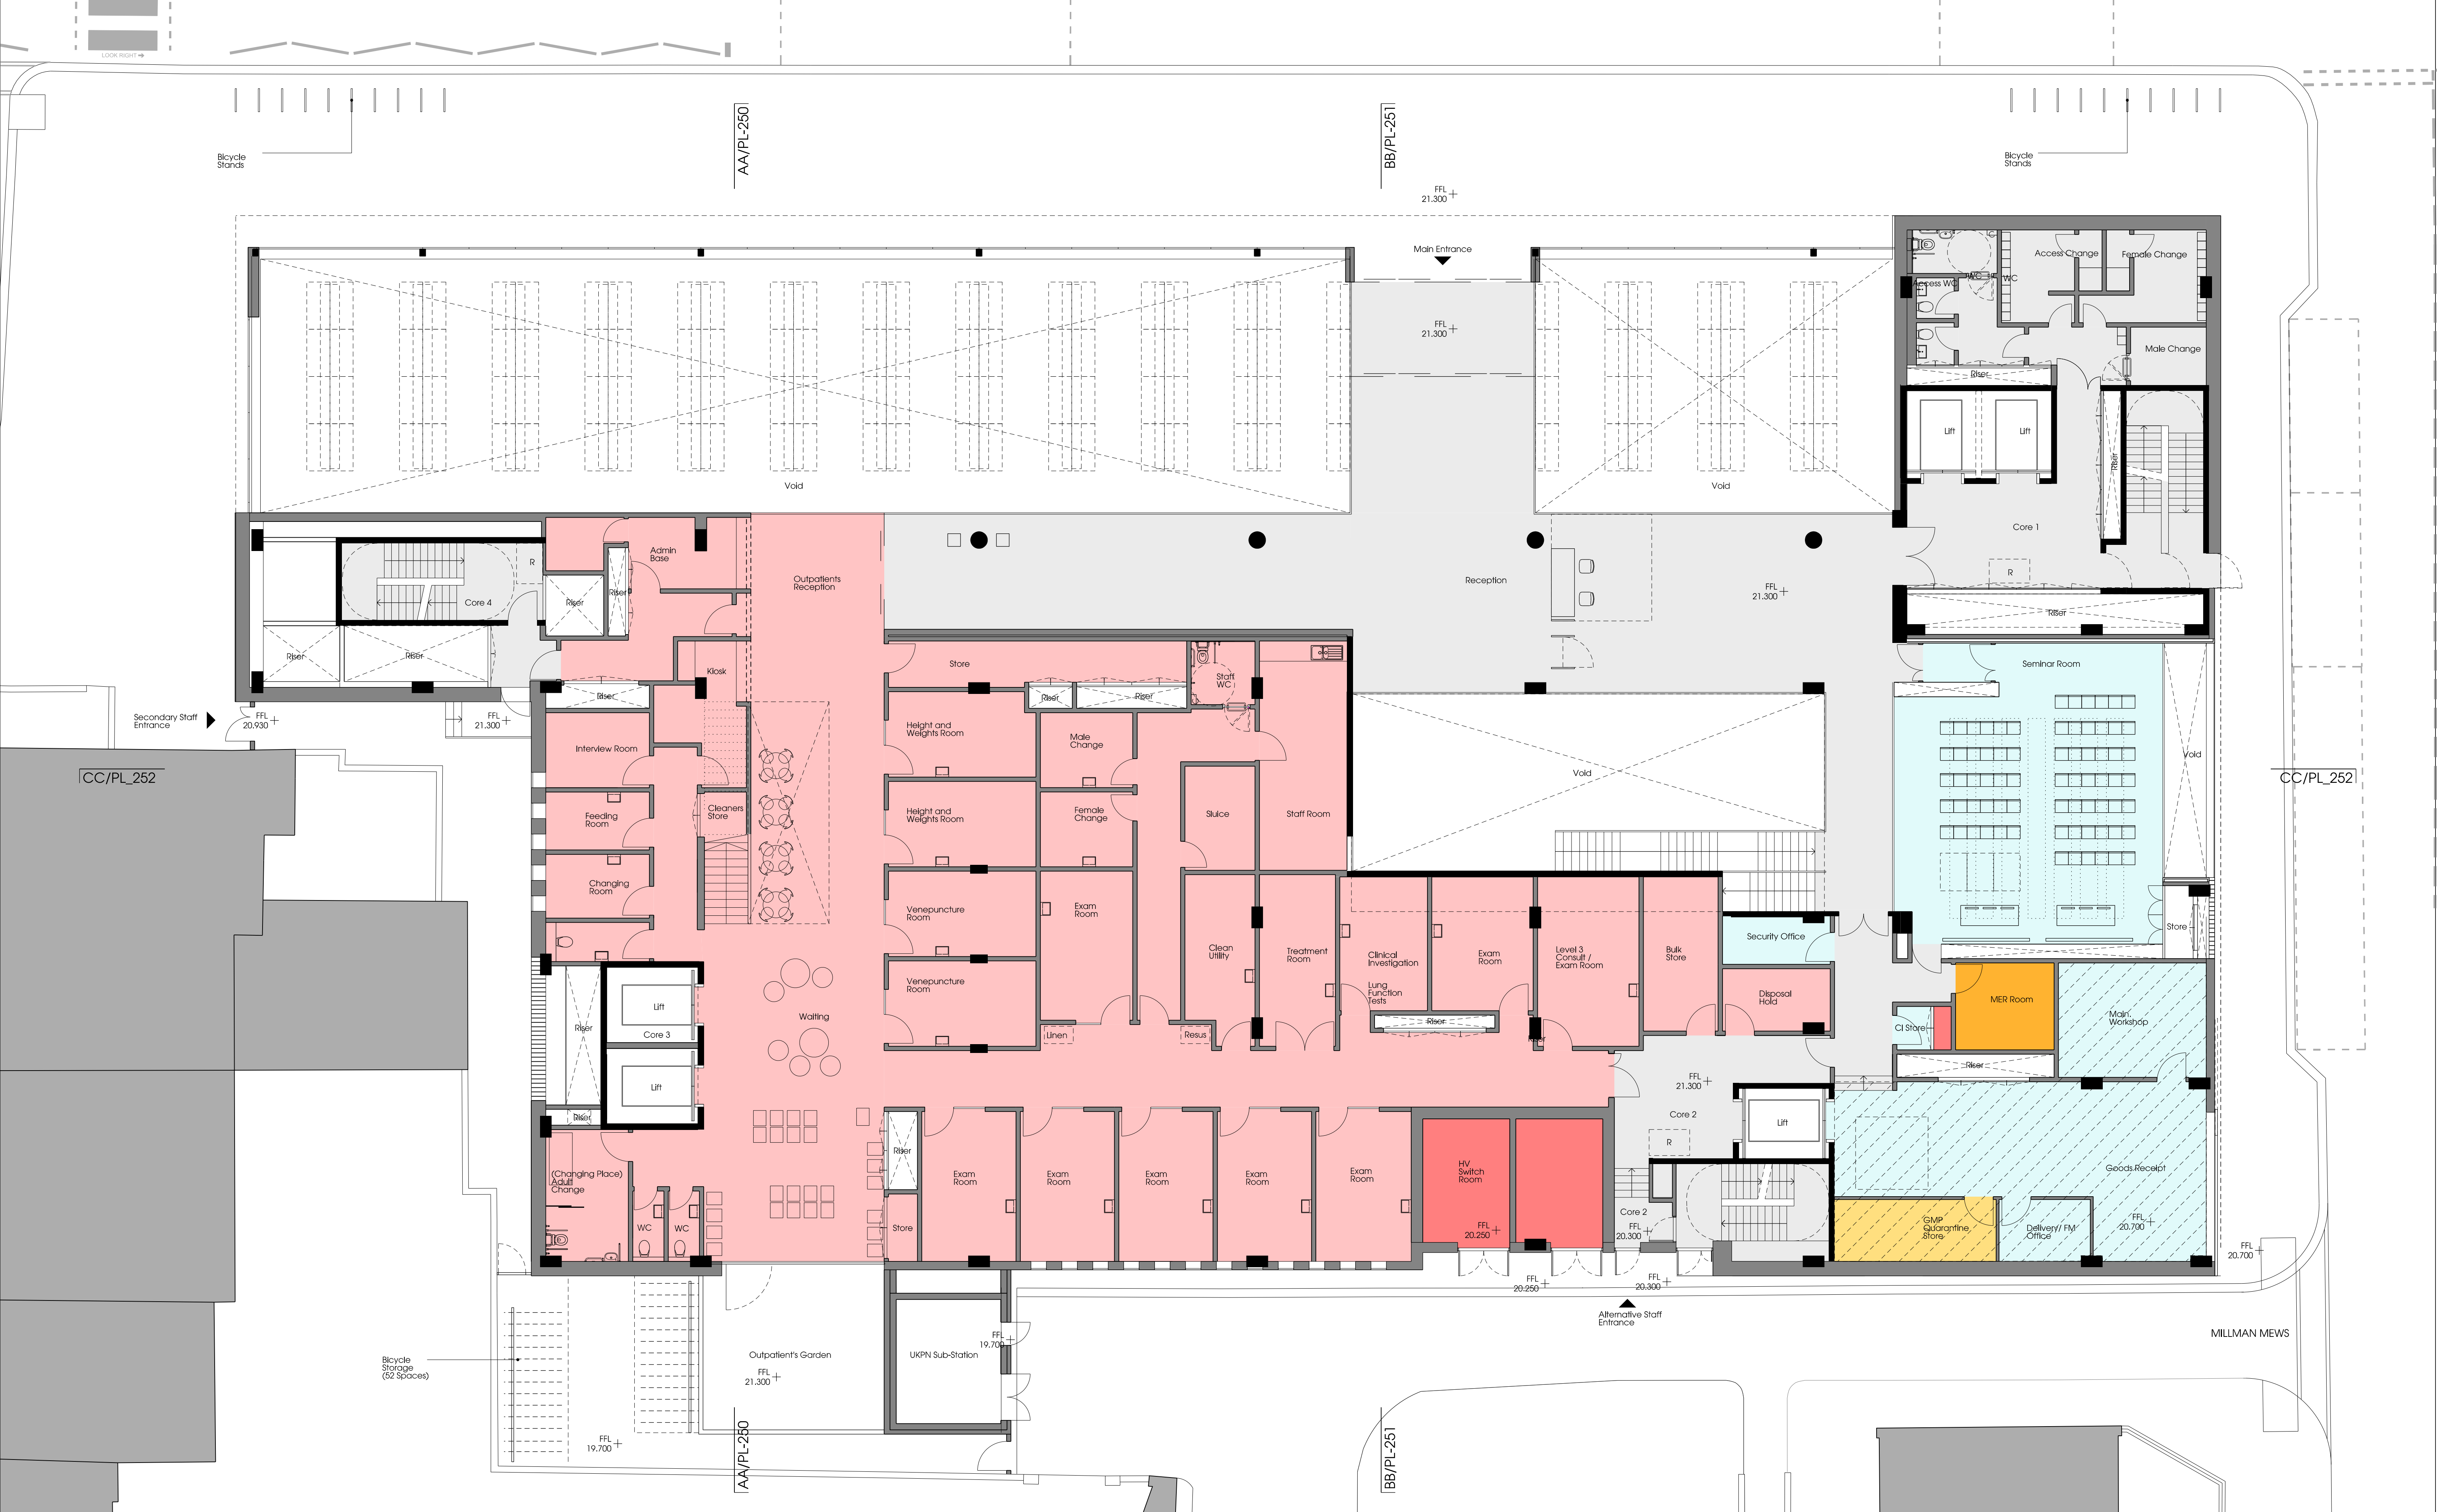 LOOK RIGHT
Bicycle
Stands
AA/PL-250
BB/PL-251
Bicycle
Stands
FFL
21.300
Main Entrance
FFL
21.300
Void
Void
Access WC
WC
WC
Access Change
Female Change
Male Change
Riser
Lift
Lift
Riser
Core 1
R
Riser
Admin
Base
R
Core 4
Riser
Riser
Outpatients
Reception
Reception
FFL
21.300
Riser
Riser
Riser
Kiosk
Store
Riser
Riser
Staff
WC
Seminar Room
Secondary Staff
Entrance
FFL
20.930
FFL
21.300
CC/PL_252
Interview Room
Height and
Weights Room
Male
Change
Void
Void
CC/PL_252
Feeding
Room
Cleaners
Store
Height and
Weights Room
Female
Change
Sluice
Staff Room
Changing
Room
Venepuncture
Room
Exam
Room
Clean
Utility
Treatment
Room
Clinical
Investigation
Lung
Function
Tests
Exam
Room
Level 3
Consult /
Exam Room
Bulk
Store
Security Office
Store
Venepuncture
Room
Disposal
Hold
MER Room
Main.
Workshop
Lift
Core 3
Lift
Riser
Riser
Waiting
Linen
Resus
Riser
Riser
CI Store
Riser
FFL
21.300
Core 2
R
Lift
(Changing Place)
Adult
Change
WC
WC
Riser
Store
Exam
Room
Exam
Room
Exam
Room
Exam
Room
Exam
Room
HV
Switch
Room
FFL
20.250
Core 2
FFL
20.300
Goods Receipt
GMP
Quarantine
Store
Delivery/ FM
Office
FFL
20.700
FFL
20.700
FFL
20.250
FFL
20.300
Alternative Staff
Entrance
MILLMAN MEWS
Bicycle
Storage
(52 Spaces)
Outpatient's Garden
FFL
21.300
UKPN Sub-Station
FFL
19.700
FFL
19.700
AA/PL-250
BB/PL-251